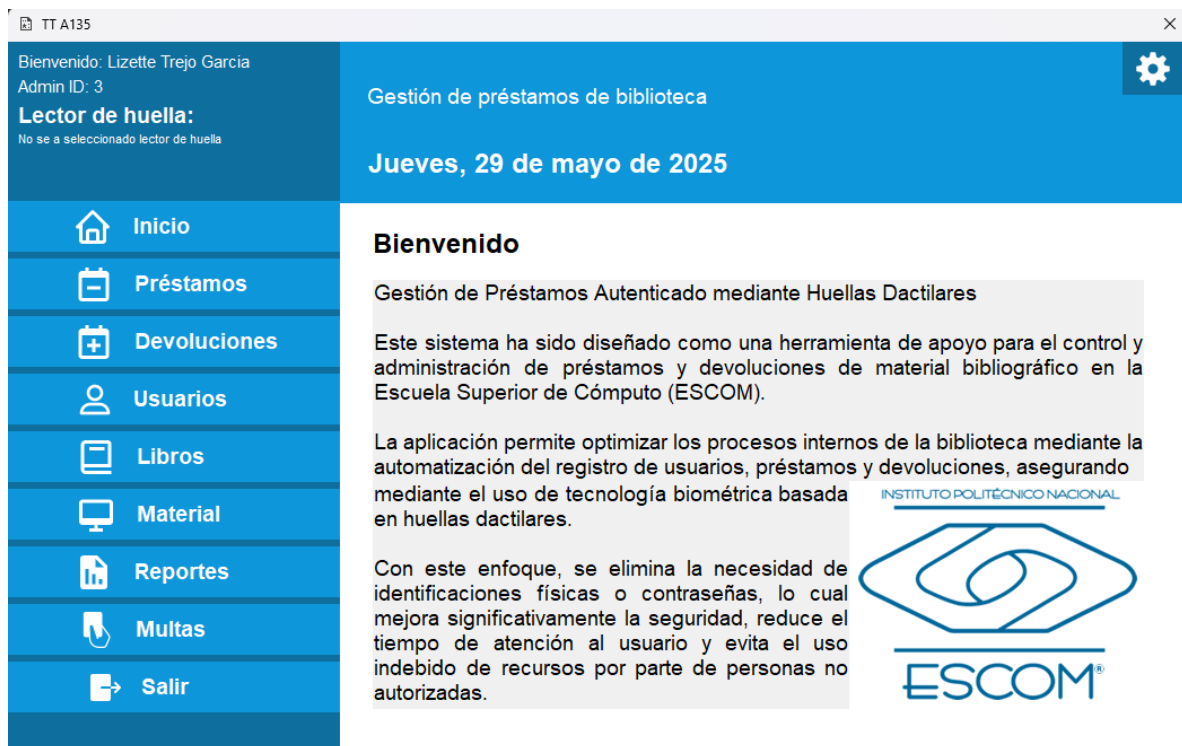 TT A135
Bienvenido: Lizette Trejo Garcia
Admin ID: 3
Lector de huella:
No se a seleccionado lector de huella
Gestión de préstamos de biblioteca
Jueves, 29 de mayo de 2025
Inicio
Préstamos
Devoluciones
Usuarios
Libros
Material
Reportes
Multas
Salir
Bienvenido
Gestión de Préstamos Autenticado mediante Huellas Dactilares
Este sistema ha sido diseñado como una herramienta de apoyo para el control y
administración de préstamos y devoluciones de material bibliográfico en la
Escuela Superior de Cómputo (ESCOM).
La aplicación permite optimizar los procesos internos de la biblioteca mediante la
automatización del registro de usuarios, préstamos y devoluciones, asegurando
mediante el uso de tecnología biométrica basada
en huellas dactilares.
Con este enfoque, se elimina la necesidad de
identificaciones físicas o contraseñas, lo cual
mejora significativamente la seguridad, reduce el
tiempo de atención al usuario y evita el uso
indebido de recursos por parte de personas no
autorizadas.
INSTITUTO POLITÉCNICO NACIONAL
ESCOM®